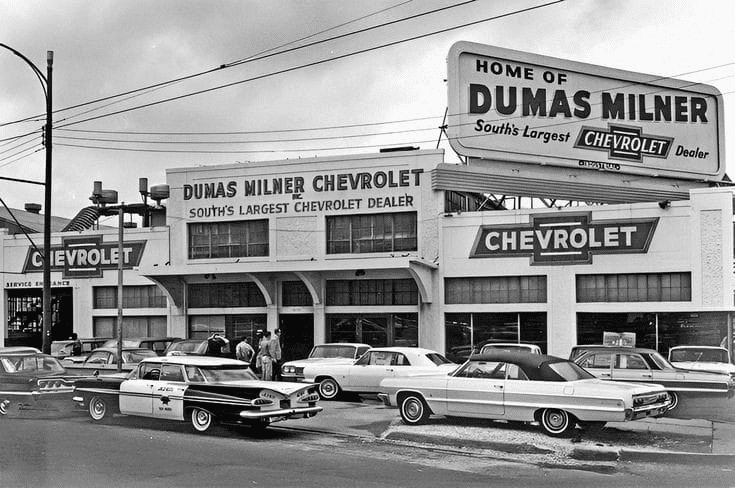 HOME OF
DUMAS MILNER
South's Largest CHEVROLET Dealer
DUMAS MILNER CHEVROLET
INC
SOUTH'S LARGEST CHEVROLET DEALER
CHEVROLET
CHEVROLET
SERVICE ENTRANCE